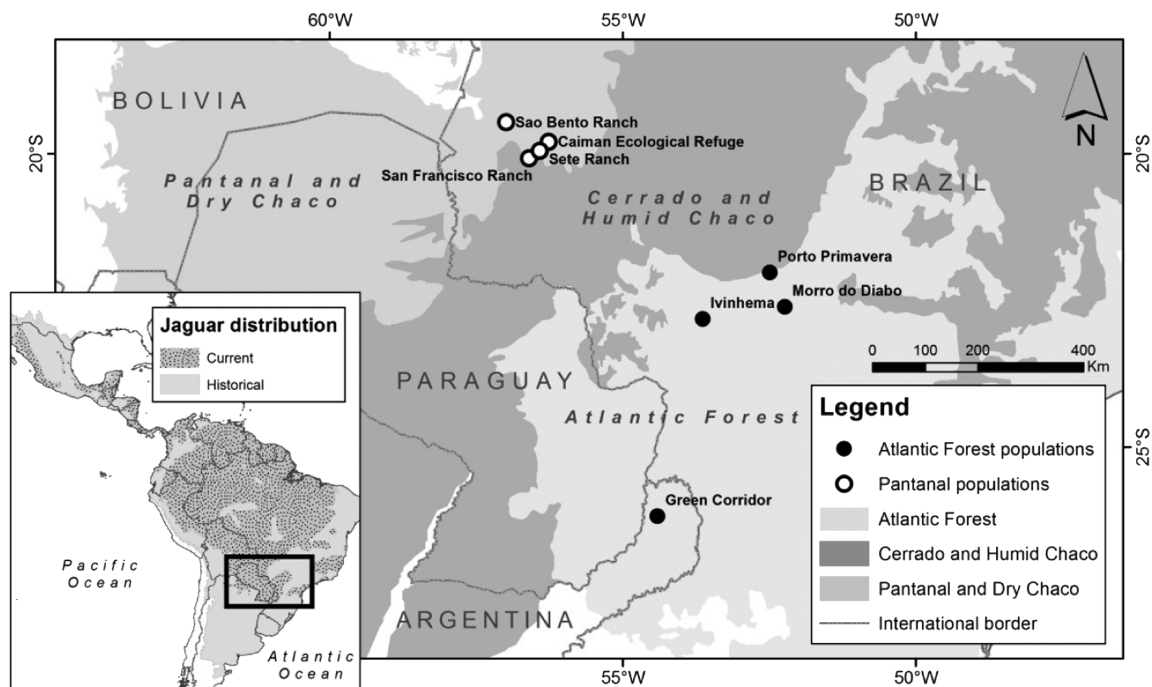 60°W
55°W
50°W
BOLIVIA
N
Sao Bento Ranch
Caiman Ecological Refuge
Sete Ranch
San Francisco Ranch
20°S
20°S
Pantanal and
Dry Chaco
Cerrado and
Humid Chaco
BRAZIL
Porto Primavera
Morro do Diabo
Ivinhema
Jaguar distribution
Current
Historical
0 100 200 400
Km
PARAGUAY
Atlantic Forest
Legend
Atlantic Forest populations
Pantanal populations
Atlantic Forest
Cerrado and Humid Chaco
Pantanal and Dry Chaco
International border
25°S
Green Corridor
Pacific
Ocean
ARGENTINA
Atlantic
Ocean
55°W
50°W